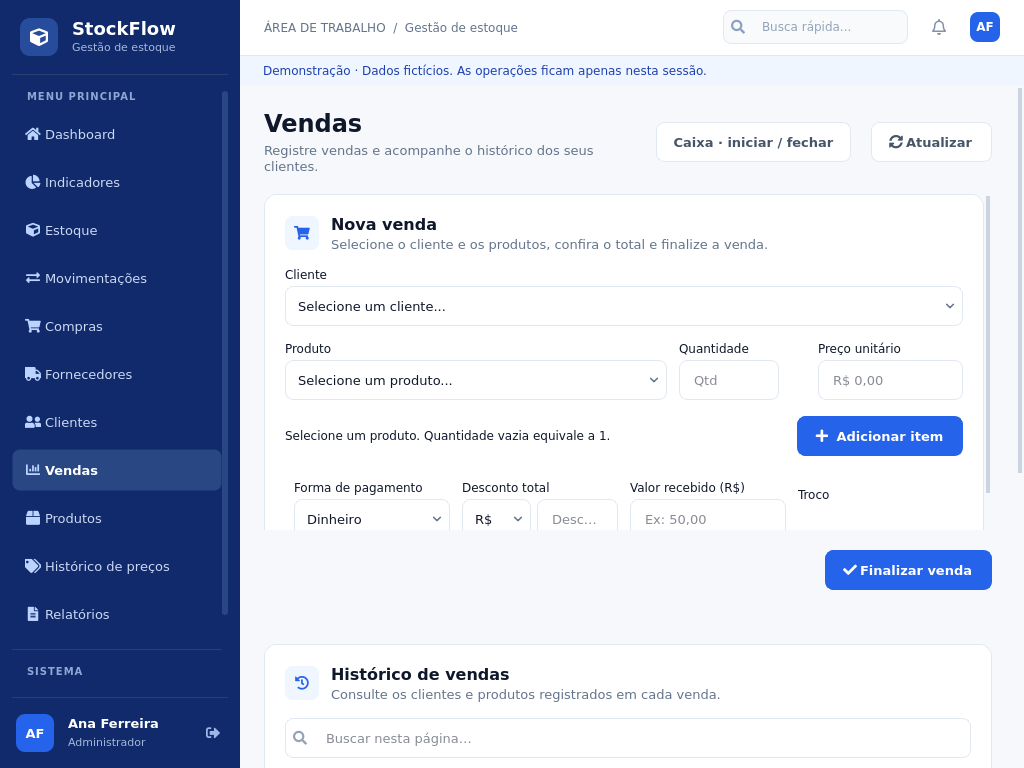 StockFlow
Gestão de estoque
MENU PRINCIPAL
Dashboard
Indicadores
Estoque
Movimentações
Compras
Fornecedores
Clientes
Vendas
Produtos
Histórico de preços
Relatórios
SISTEMA
AF
Ana Ferreira
Administrador
ÁREA DE TRABALHO / Gestão de estoque
Busca rápida...
AF
Demonstração · Dados fictícios. As operações ficam apenas nesta sessão.
Vendas
Registre vendas e acompanhe o histórico dos seus
clientes.
Caixa · iniciar / fechar
Atualizar
Nova venda
Selecione o cliente e os produtos, confira o total e finalize a venda.
Cliente
Selecione um cliente...
Produto
Quantidade
Preço unitário
Selecione um produto...
Qtd
R$ 0,00
Selecione um produto. Quantidade vazia equivale a 1.
Adicionar item
Forma de pagamento
Desconto total
Valor recebido (R$)
Troco
Dinheiro
R$
Desc...
Ex: 50,00
Finalizar venda
Histórico de vendas
Consulte os clientes e produtos registrados em cada venda.
Buscar nesta página...